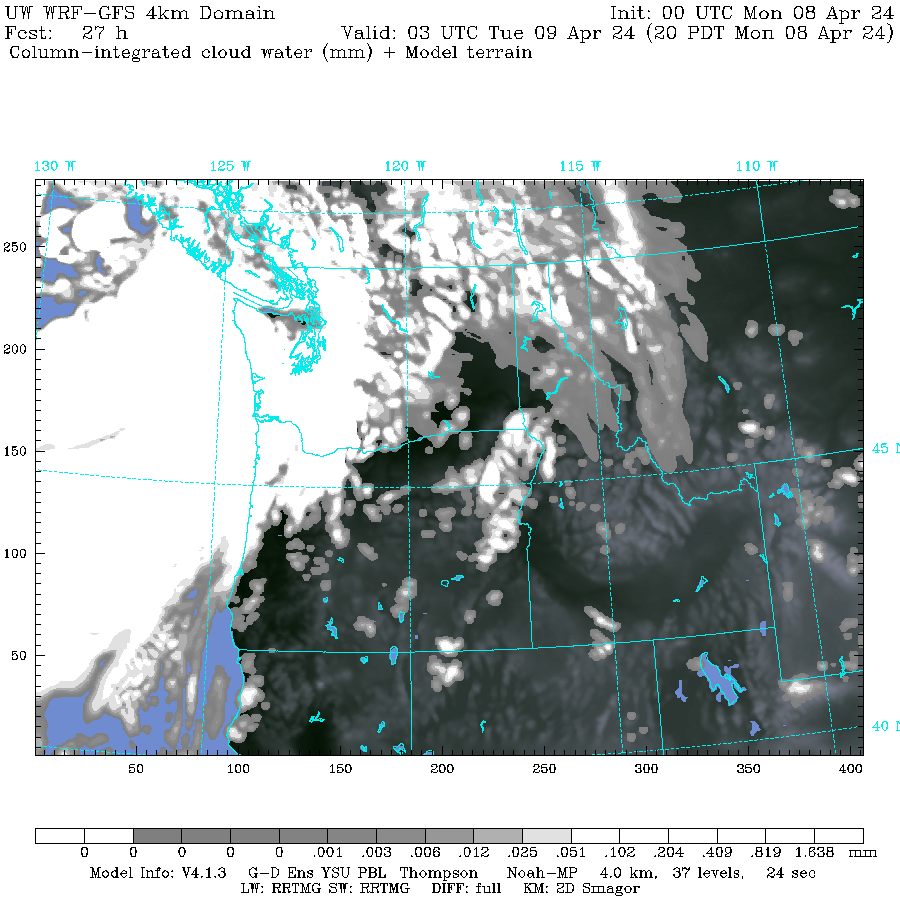 UW WRF-GFS 4km Domain Init: 00 UTC Mon 08 Apr 24
Fcst: 27 h Valid: 03 UTC Tue 09 Apr 24 (20 PDT Mon 08 Apr 24)
Column-integrated cloud water (mm) + Model terrain
130 W 125 W 120 W 115 W 110 W
250
200
150
45 N
100
50
40 N
50 100 150 200 250 300 350 400
0 0 0 0 .001 .003 .006 .012 .025 .051 .102 .204 .409 .819 1.638 mm
Model Info: V4.1.3 G-D Ens YSU PBL Thompson Noah-MP 4.0 km, 37 levels, 24 sec
LW: RRTMG SW: RRTMG DIFF: full KM: 2D Smagor